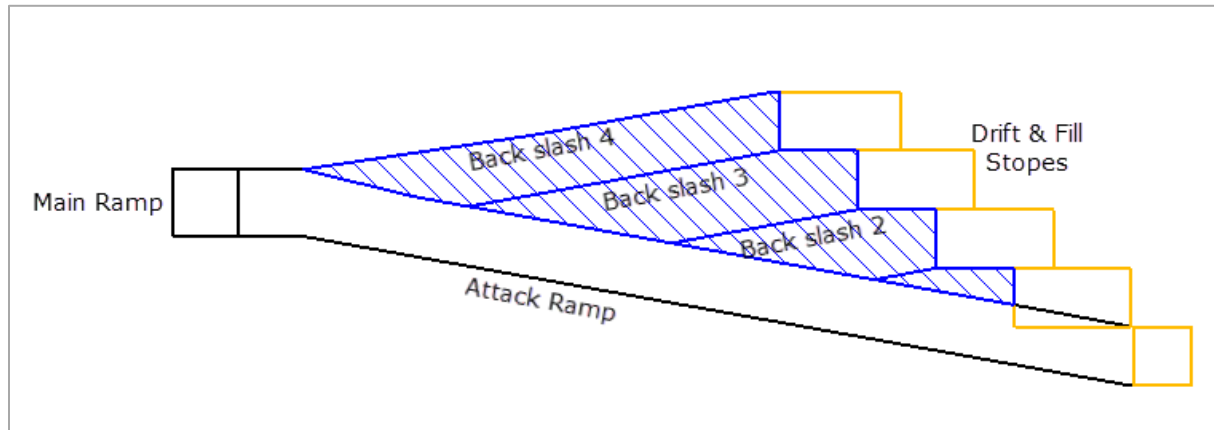 Back slash 4
Drift & Fill
Stopes
Back slash 3
Main Ramp
Back slash 2
Attack Ramp